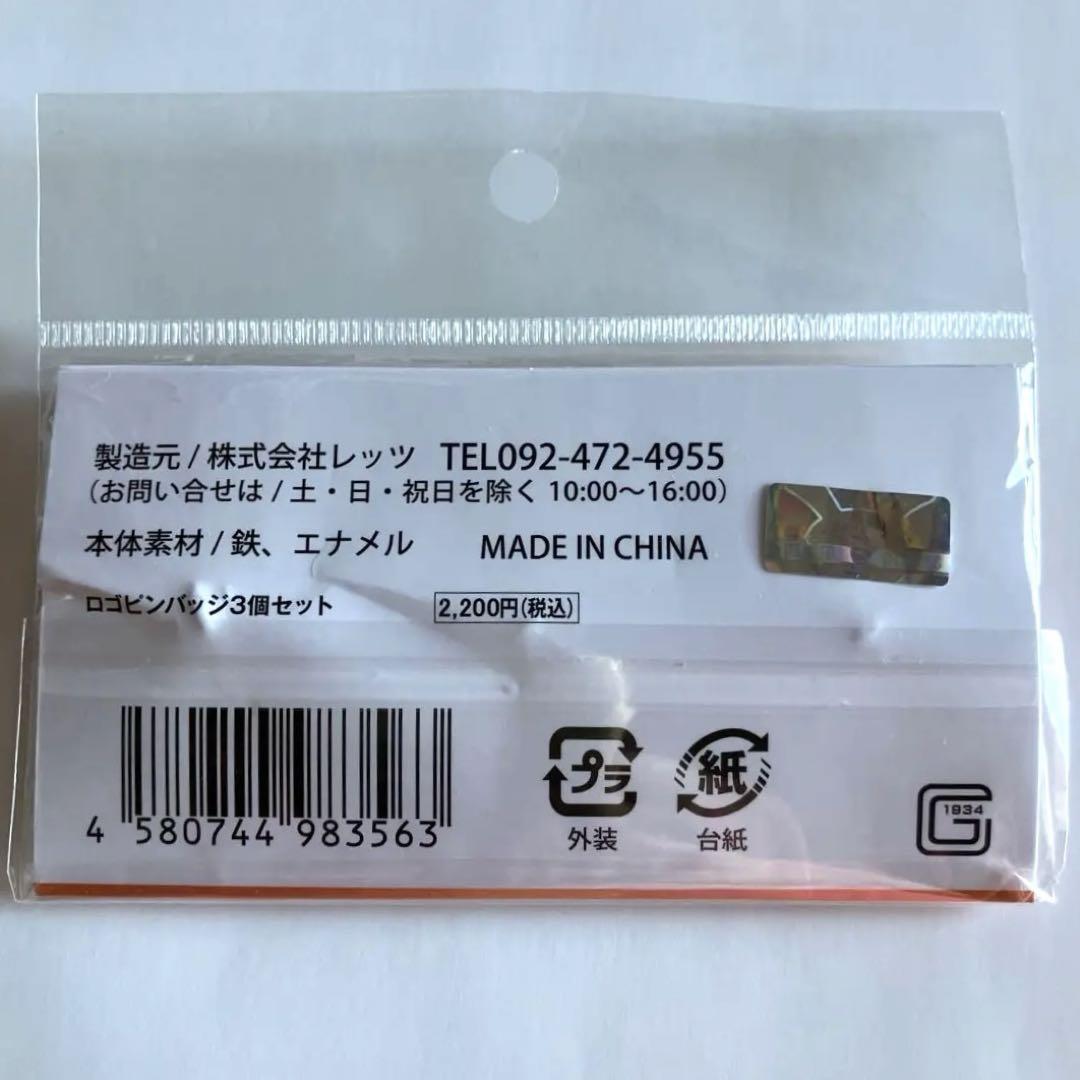 製造元 / 株式会社レッツ TEL092-472-4955
(お問い合せは / 土・日・祝日を除く 10:00〜16:00)
本体素材 / 鉄、エナメル MADE IN CHINA
ロゴピンバッジ3個セット 2,200円(税込)
4 580744 983563
プラ
外装
紙
台紙
G 1934